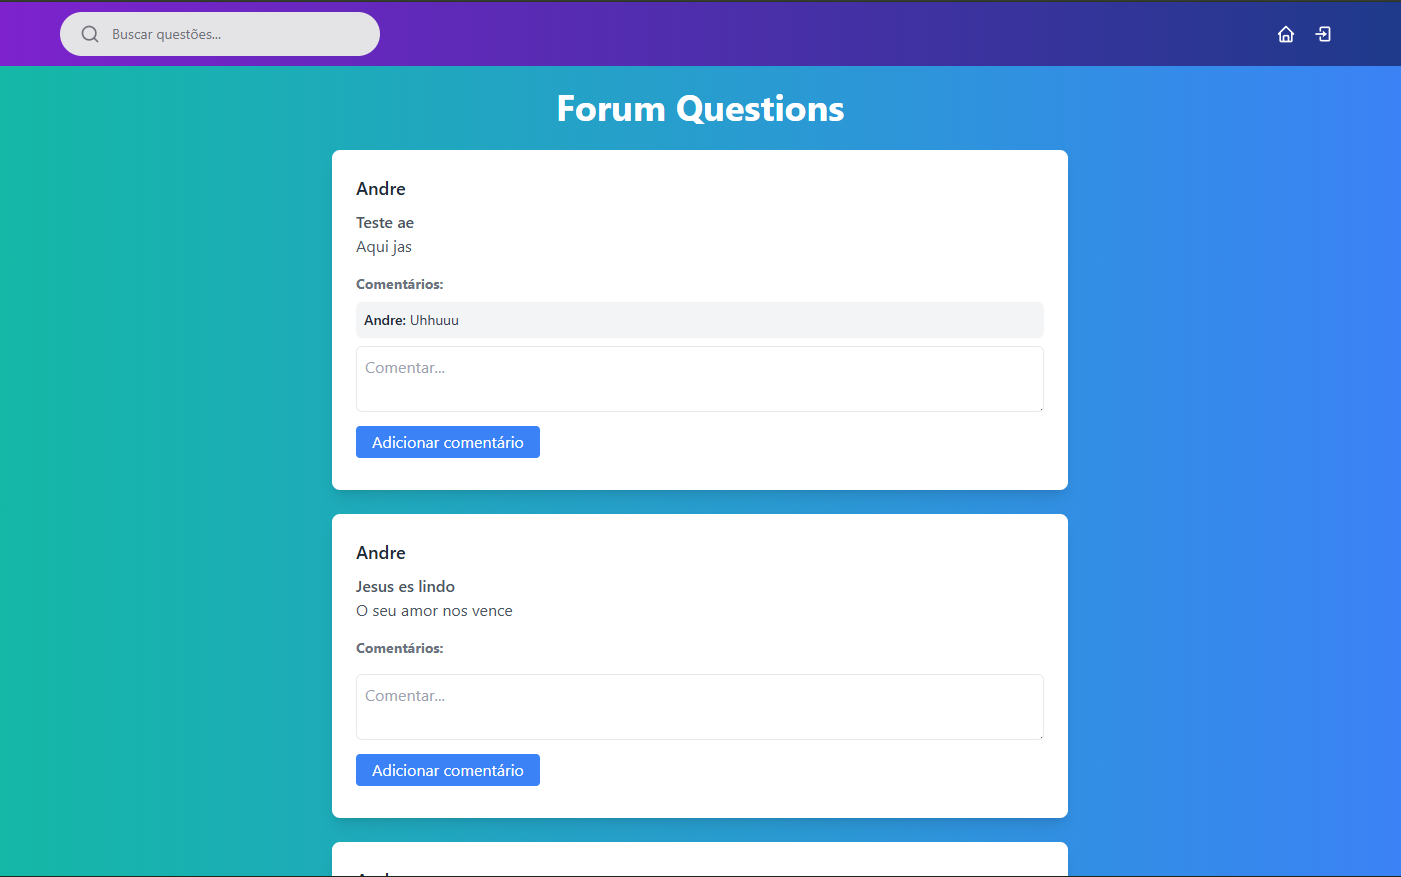 Buscar questões...
Forum Questions
Andre
Teste ae
Aqui jas
Comentários:
Andre: Uhhuuu
Comentar...
Adicionar comentário
Andre
Jesus es lindo
O seu amor nos vence
Comentários:
Comentar...
Adicionar comentário